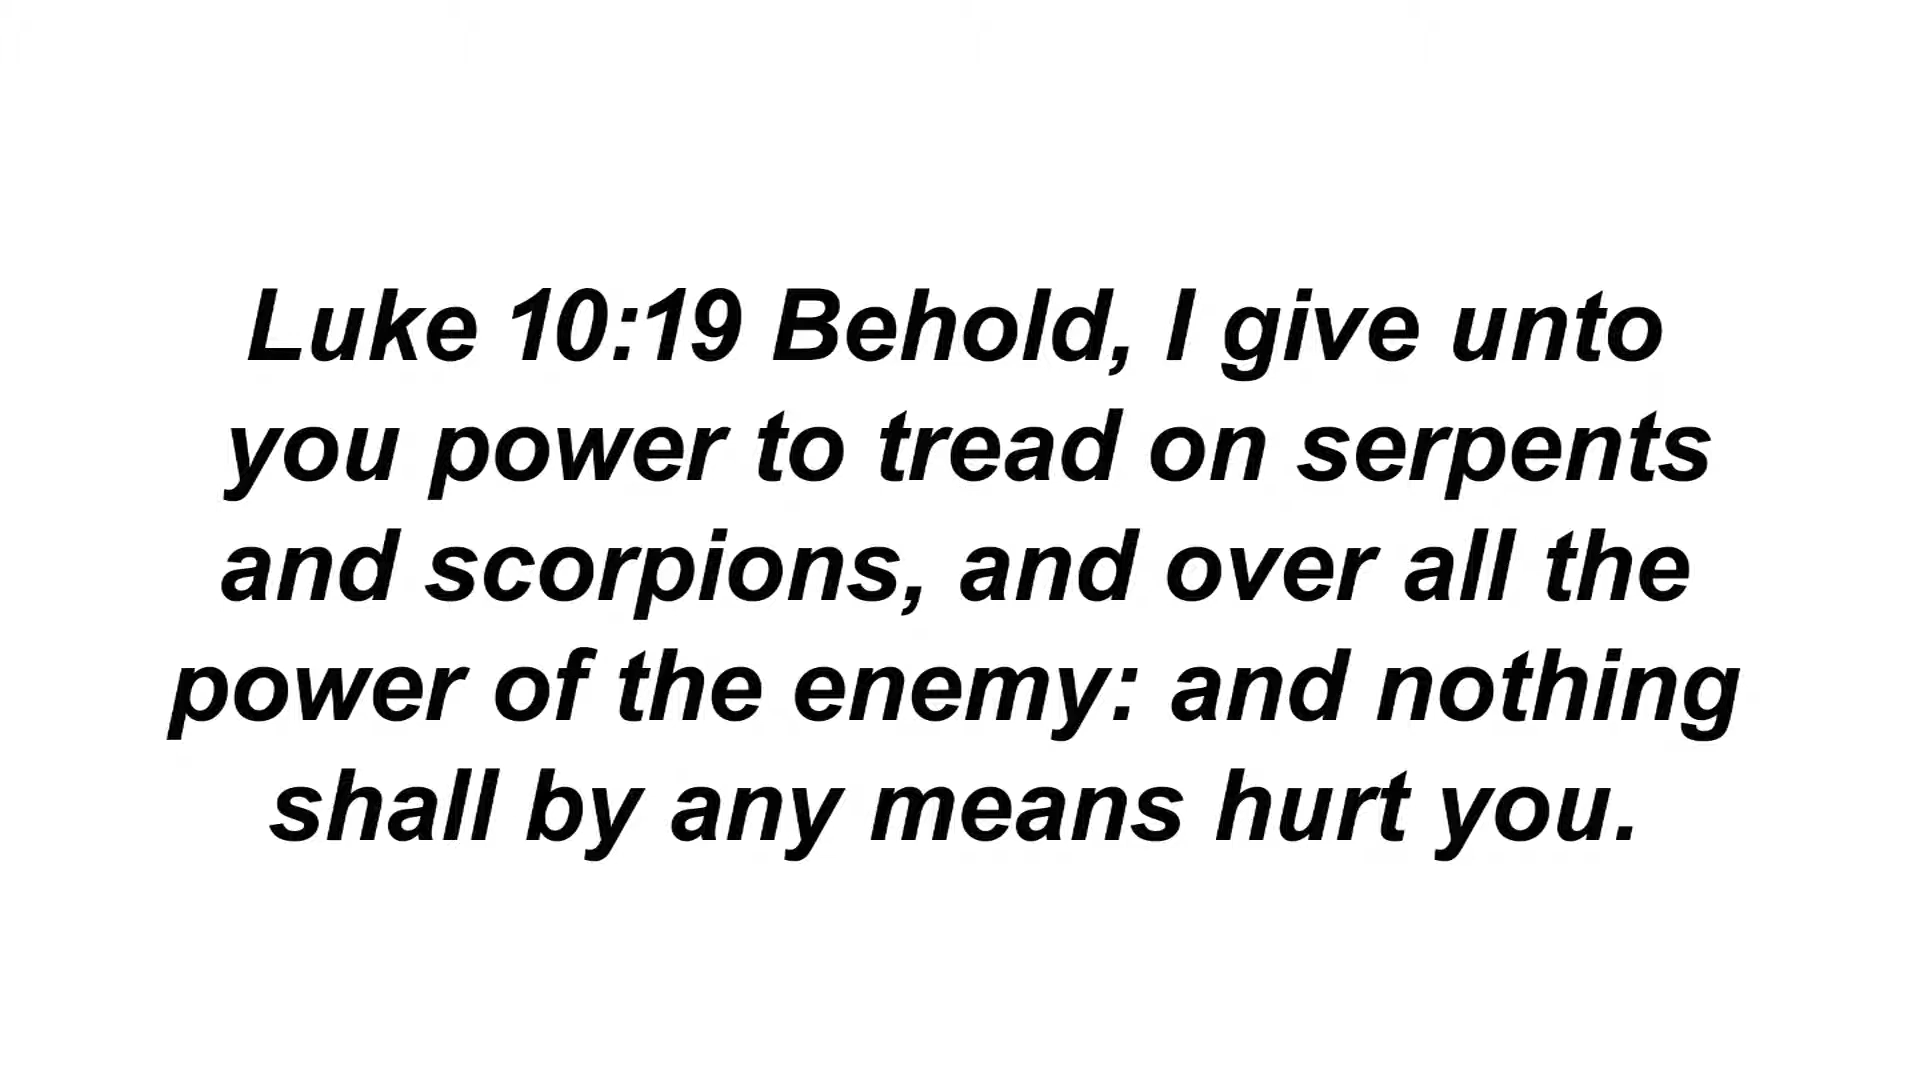 Luke 10:19 Behold, I give unto
you power to tread on serpents
and scorpions, and over all the
power of the enemy: and nothing
shall by any means hurt you.